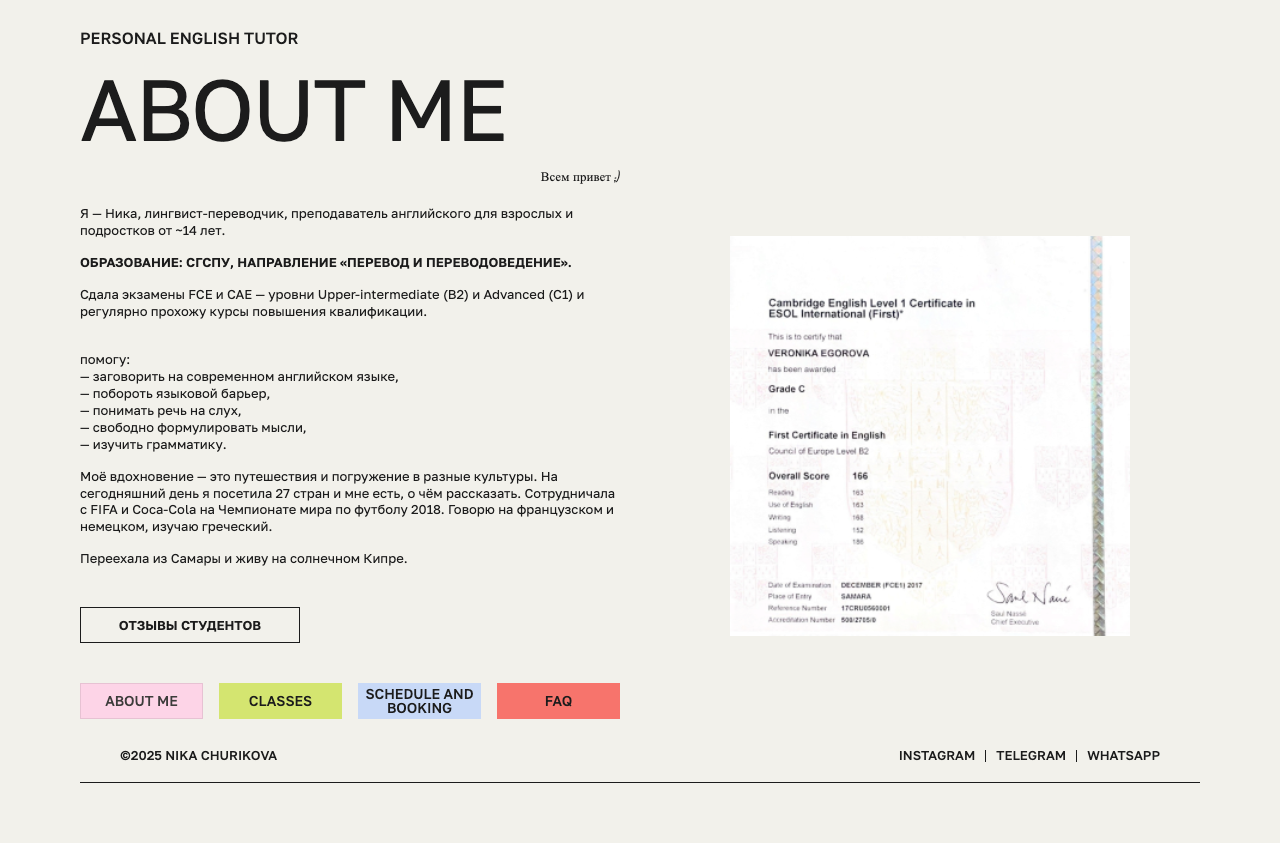 PERSONAL ENGLISH TUTOR
ABOUT ME
Всем привет ;)
Я — Ника, лингвист-переводчик, преподаватель английского для взрослых и
подростков от ~14 лет.
ОБРАЗОВАНИЕ: СГСПУ, НАПРАВЛЕНИЕ «ПЕРЕВОД И ПЕРЕВОДОВЕДЕНИЕ».
Сдала экзамены FCE и CAE — уровни Upper-intermediate (B2) и Advanced (C1) и
регулярно прохожу курсы повышения квалификации.
помогу:
— заговорить на современном английском языке,
— побороть языковой барьер,
— понимать речь на слух,
— свободно формулировать мысли,
— изучить грамматику.
Моё вдохновение — это путешествия и погружение в разные культуры. На
сегодняшний день я посетила 27 стран и мне есть, о чём рассказать. Сотрудничала
с FIFA и Coca-Cola на Чемпионате мира по футболу 2018. Говорю на французском и
немецком, изучаю греческий.
Переехала из Самары и живу на солнечном Кипре.
ОТЗЫВЫ СТУДЕНТОВ
Cambridge English Level 1 Certificate in
ESOL International (First)*
This is to certify that
VERONIKA EGOROVA
has been awarded
Grade C
in the
First Certificate in English
Council of Europe Level B2
Overall Score 166
Reading 163
Use of English 163
Writing 168
Listening 152
Speaking 186
Date of Examination DECEMBER (FCE1) 2017
Place of Entry SAMARA
Reference Number 17CRU0560001
Accreditation Number 500/2705/0
Saul Nassé
Chief Executive
ABOUT ME
CLASSES
SCHEDULE AND
BOOKING
FAQ
©2025 NIKA CHURIKOVA
INSTAGRAM | TELEGRAM | WHATSAPP